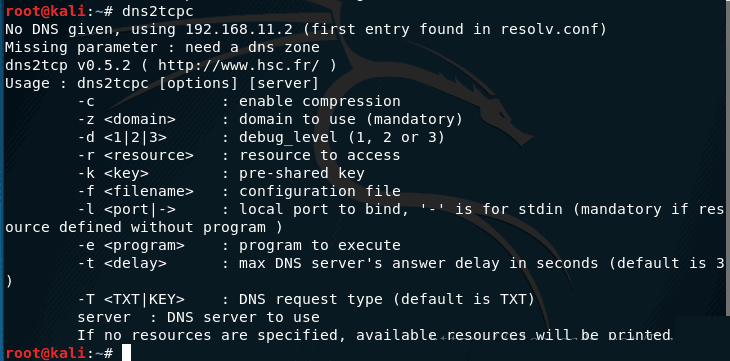 root@kali:~# dns2tcpc
No DNS given, using 192.168.11.2 (first entry found in resolv.conf)
Missing parameter : need a dns zone
dns2tcp v0.5.2 ( http://www.hsc.fr/ )
Usage : dns2tcpc [options] [server]
        -c              : enable compression
        -z <domain>     : domain to use (mandatory)
        -d <1|2|3>      : debug_level (1, 2 or 3)
        -r <resource>   : resource to access
        -k <key>        : pre-shared key
        -f <filename>   : configuration file
        -l <port|->     : local port to bind, '-' is for stdin (mandatory if res
ource defined without program )
        -e <program>    : program to execute
        -t <delay>      : max DNS server's answer delay in seconds (default is 3
)
        -T <TXT|KEY>    : DNS request type (default is TXT)
        server  : DNS server to use
        If no resources are specified, available resources will be printed
root@kali:~#